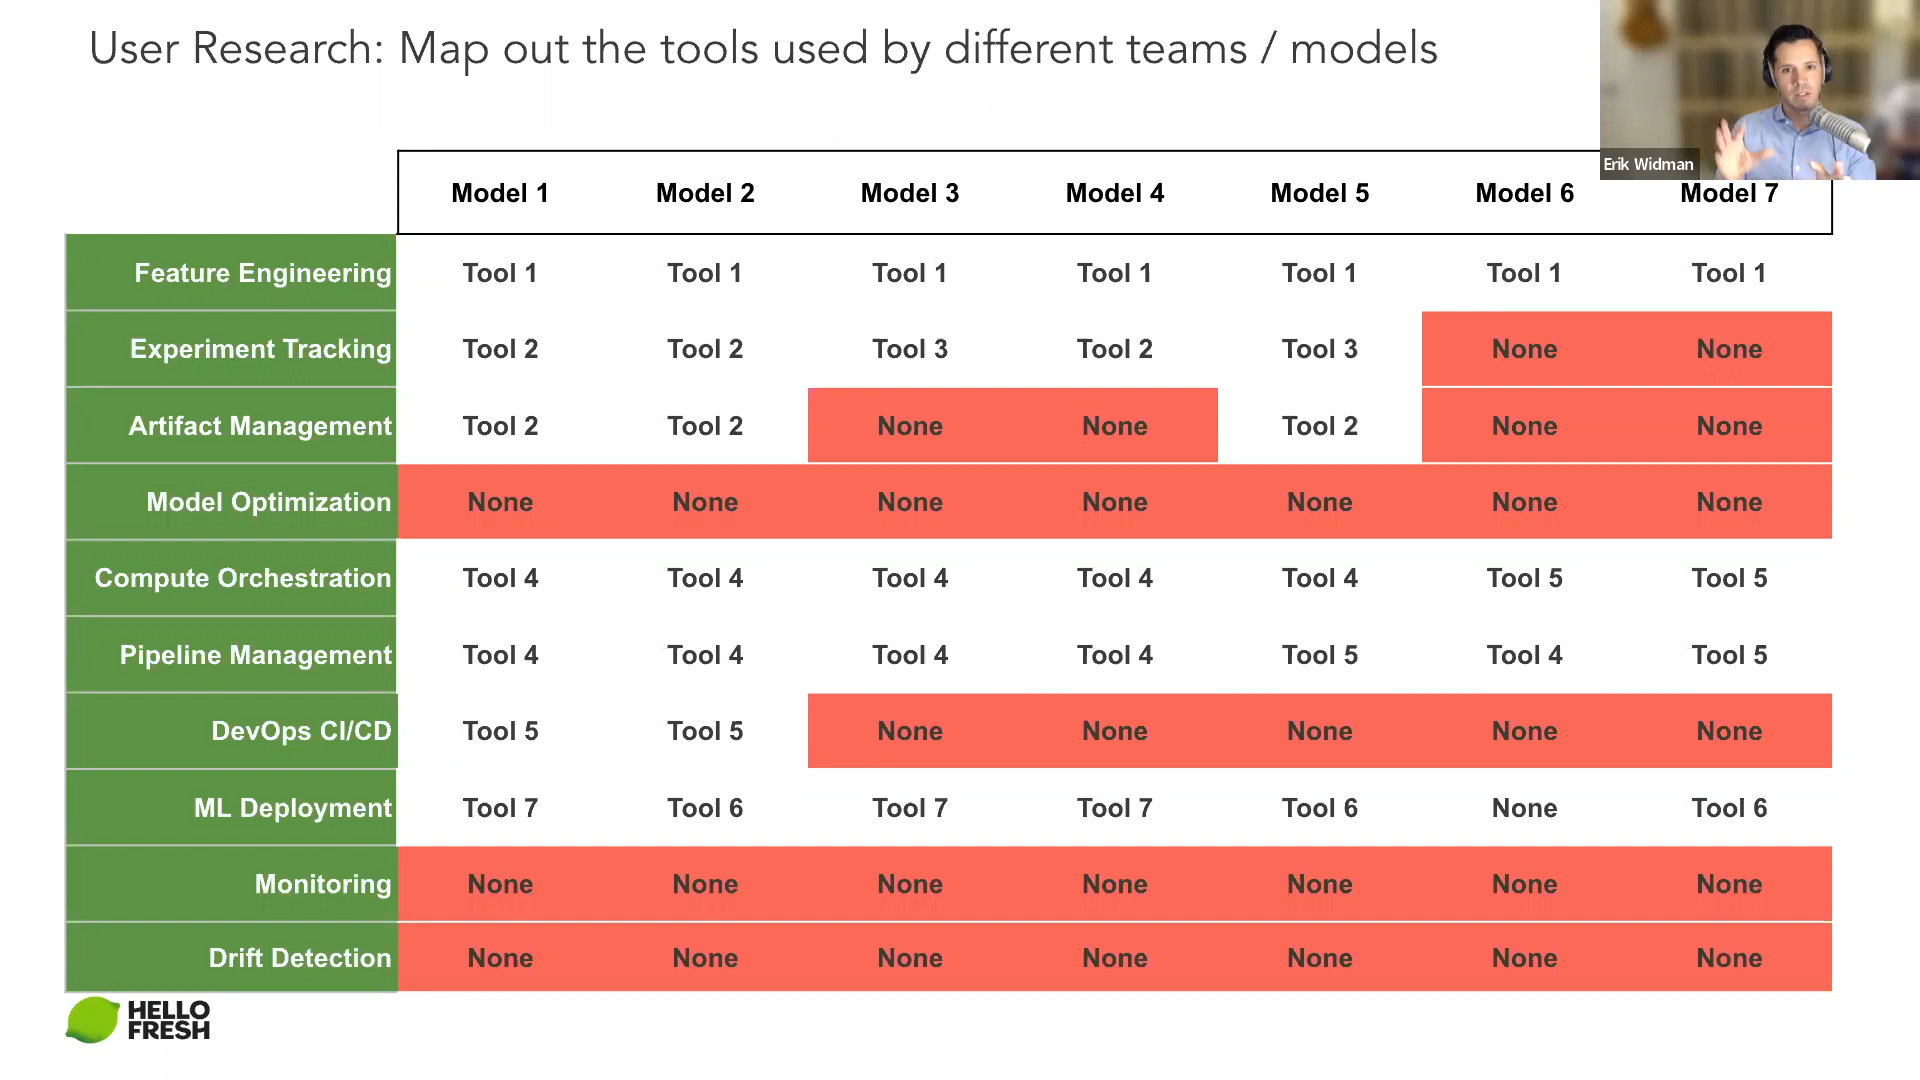 User Research: Map out the tools used by different teams / models
Erik Widman
Model 1 Model 2 Model 3 Model 4 Model 5 Model 6 Model 7
Feature Engineering Tool 1 Tool 1 Tool 1 Tool 1 Tool 1 Tool 1 Tool 1
Experiment Tracking Tool 2 Tool 2 Tool 3 Tool 2 Tool 3 None None
Artifact Management Tool 2 Tool 2 None None Tool 2 None None
Model Optimization None None None None None None None
Compute Orchestration Tool 4 Tool 4 Tool 4 Tool 4 Tool 4 Tool 5 Tool 5
Pipeline Management Tool 4 Tool 4 Tool 4 Tool 4 Tool 5 Tool 4 Tool 5
DevOps CI/CD Tool 5 Tool 5 None None None None None
ML Deployment Tool 7 Tool 6 Tool 7 Tool 7 Tool 6 None Tool 6
Monitoring None None None None None None None
Drift Detection None None None None None None None
HELLO
FRESH